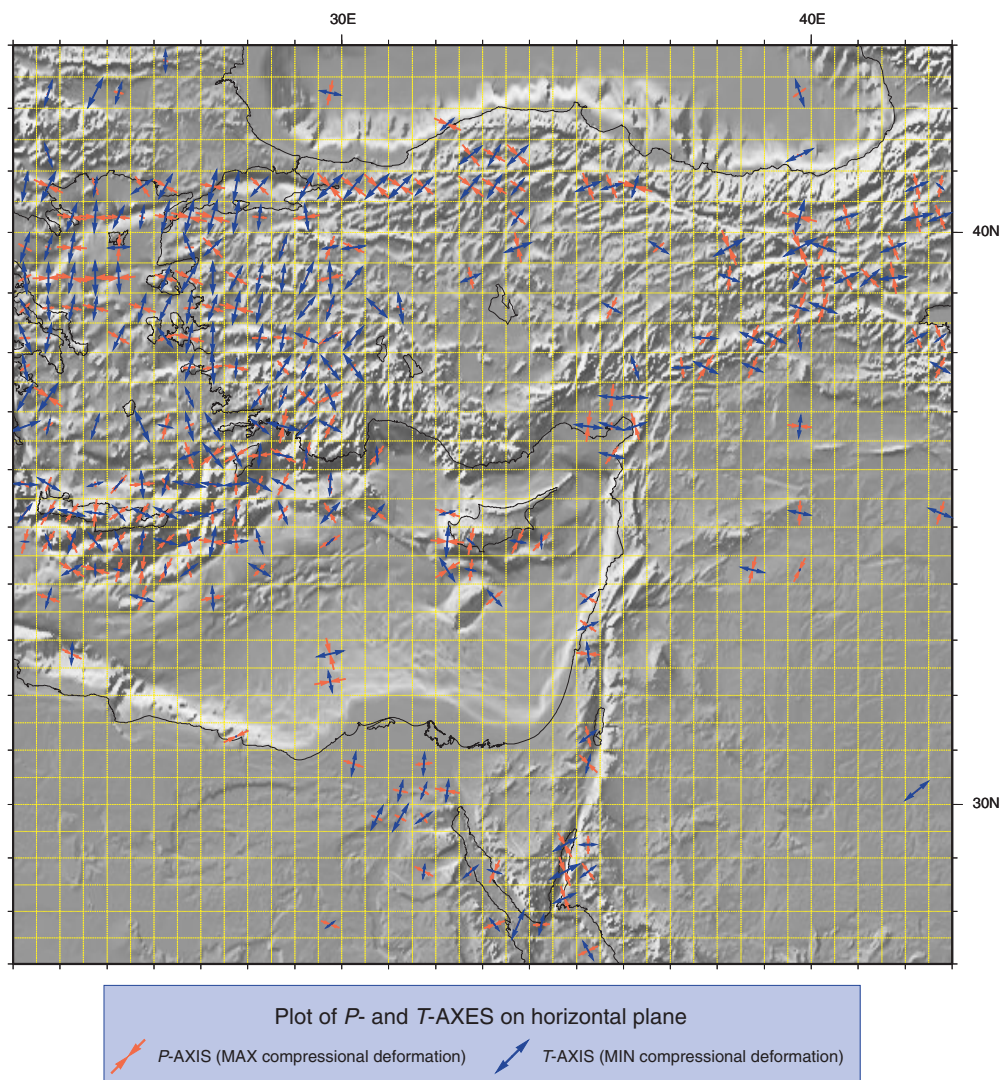 30E 40E
40N
30N
Plot of P- and T-AXES on horizontal plane
P-AXIS (MAX compressional deformation) T-AXIS (MIN compressional deformation)